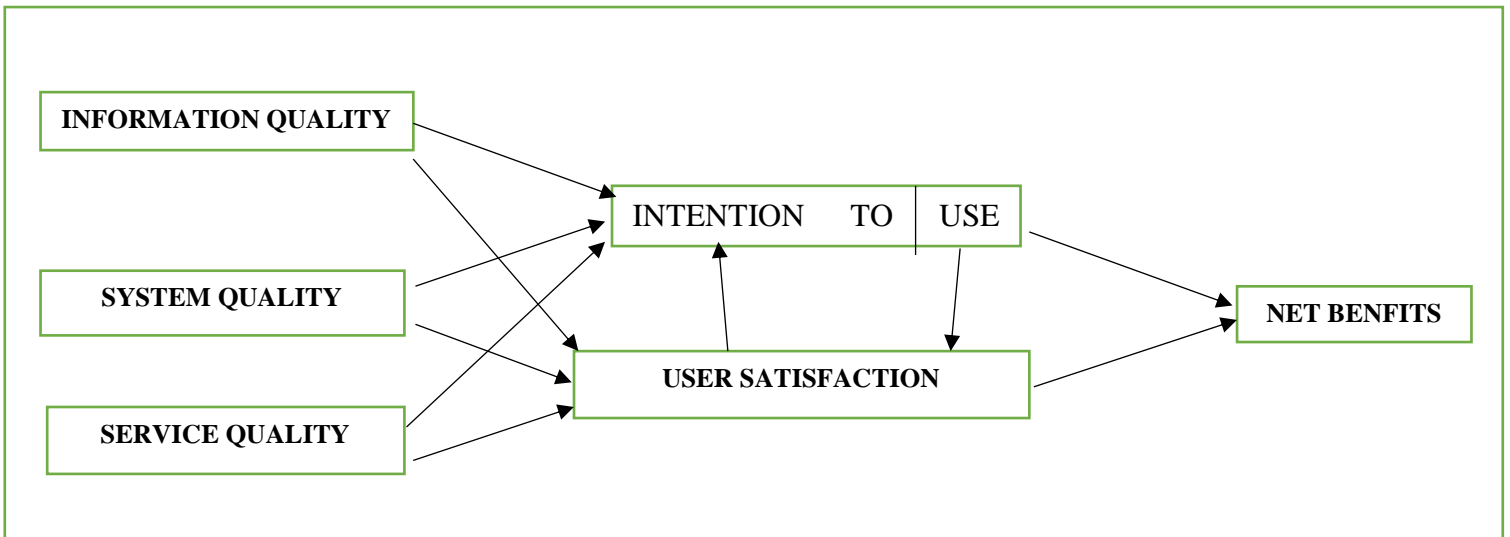 INFORMATION QUALITY
INTENTION TO USE
SYSTEM QUALITY
NET BENFITS
USER SATISFACTION
SERVICE QUALITY